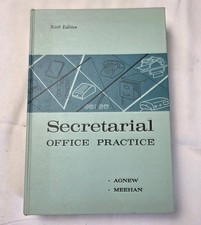 Sixth Edition
Secretarial
OFFICE PRACTICE
• AGNEW
• MEEHAN